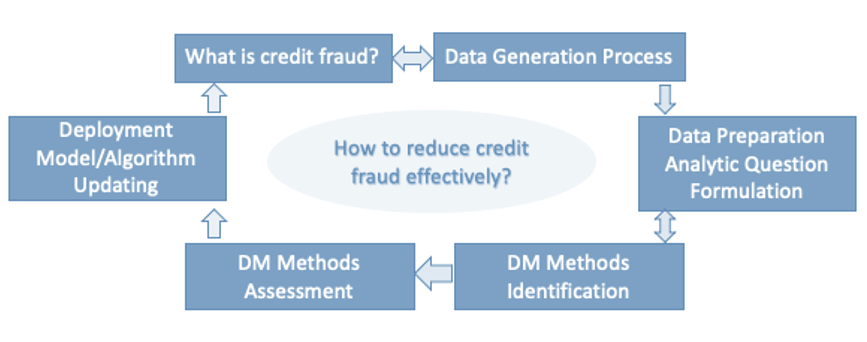 What is credit fraud?
Data Generation Process
Deployment
Model/Algorithm
Updating
How to reduce credit
fraud effectively?
Data Preparation
Analytic Question
Formulation
DM Methods
Assessment
DM Methods
Identification